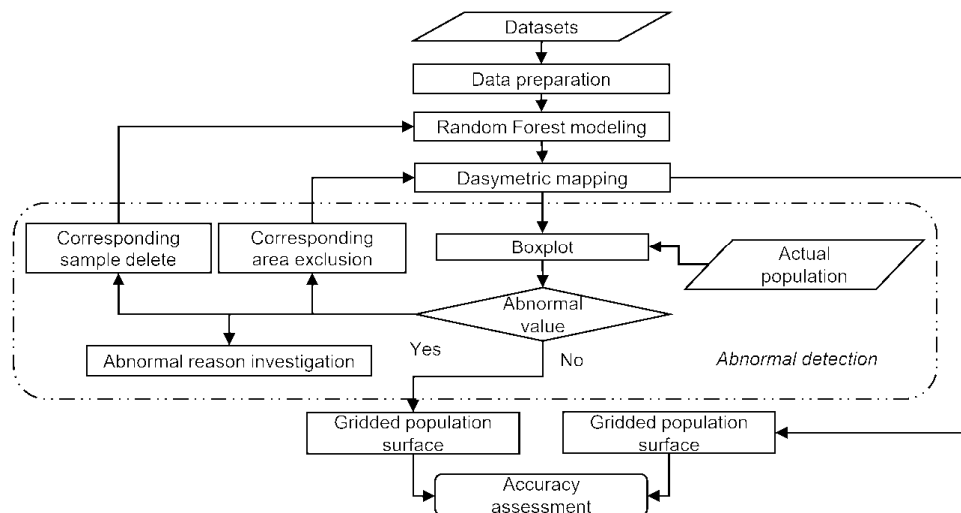 Datasets
Data preparation
Random Forest modeling
Dasymetric mapping
Corresponding
sample delete
Corresponding
area exclusion
Boxplot
Actual
population
Abnormal
value
Abnormal reason investigation
Yes
No
Abnormal detection
Gridded population
surface
Gridded population
surface
Accuracy
assessment